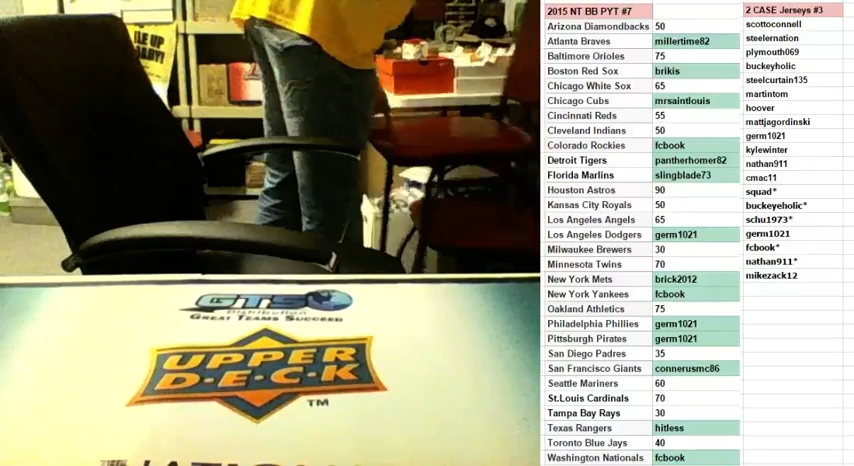 2015 NT BB PYT #7
Arizona Diamondbacks 50
Atlanta Braves millertime82
Baltimore Orioles 75
Boston Red Sox brikis
Chicago White Sox 65
Chicago Cubs mrsaintlouis
Cincinnati Reds 55
Cleveland Indians 50
Colorado Rockies fcbook
Detroit Tigers pantherhomer82
Florida Marlins slingblade73
Houston Astros 90
Kansas City Royals 50
Los Angeles Angels 65
Los Angeles Dodgers germ1021
Milwaukee Brewers 30
Minnesota Twins 70
New York Mets brick2012
New York Yankees fcbook
Oakland Athletics 75
Philadelphia Phillies germ1021
Pittsburgh Pirates germ1021
San Diego Padres 35
San Francisco Giants connerusmc86
Seattle Mariners 60
St.Louis Cardinals 70
Tampa Bay Rays 30
Texas Rangers hitless
Toronto Blue Jays 40
Washington Nationals fcbook
2 CASE Jerseys #3
scottoconnell
steelernation
plymouth069
buckeyholic
steelcurtain135
martintom
hoover
mattjagordinski
germ1021
kylewinter
nathan911
cmac11
squad*
buckeyeholic*
schu1973*
germ1021
fcbook*
nathan911*
mikezack12
GTS
Distribution
GREAT TEAMS SUCCEED
UPPER
D·E·C·K
TM